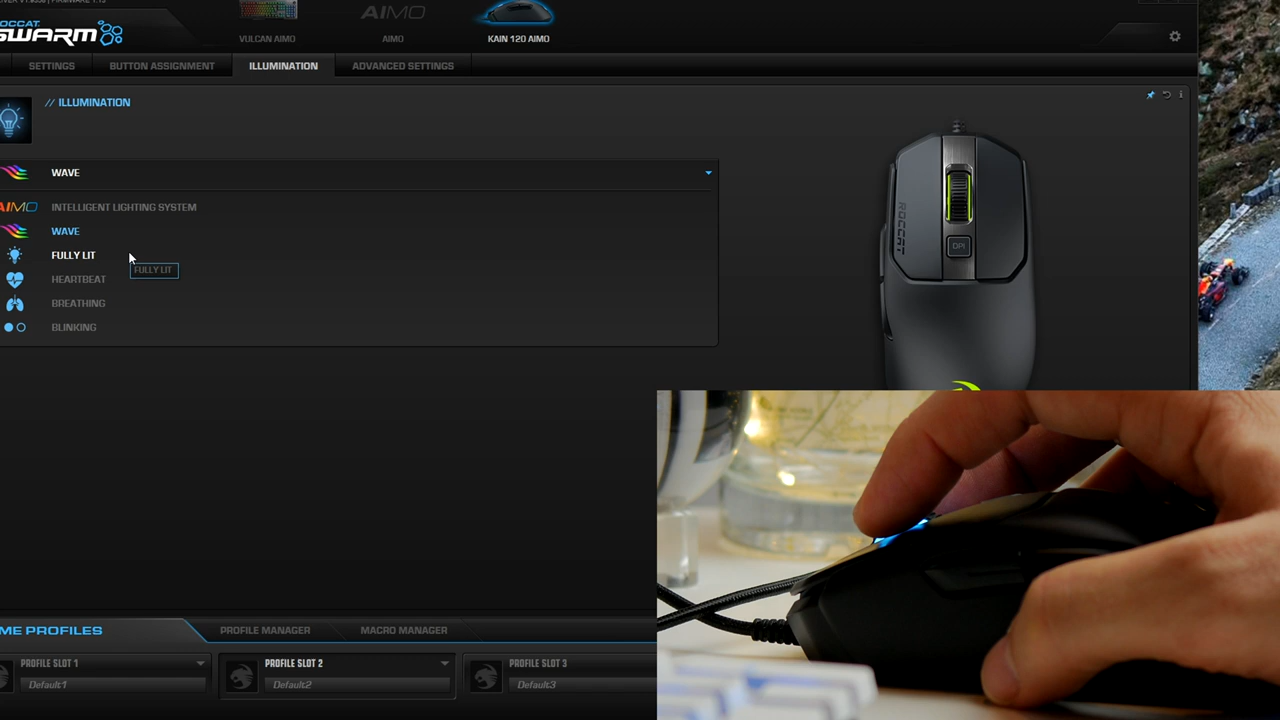 ROCCAT
SWARM
VULCAN AIMO
AIMO
AIMO
KAIN 120 AIMO
SETTINGS
BUTTON ASSIGNMENT
ILLUMINATION
ADVANCED SETTINGS
// ILLUMINATION
WAVE
AIMO INTELLIGENT LIGHTING SYSTEM
WAVE
FULLY LIT
FULLY LIT
HEARTBEAT
BREATHING
BLINKING
ROCCAT
DPI
ME PROFILES
PROFILE MANAGER
MACRO MANAGER
PROFILE SLOT 1
Default1
PROFILE SLOT 2
Default2
PROFILE SLOT 3
Default3